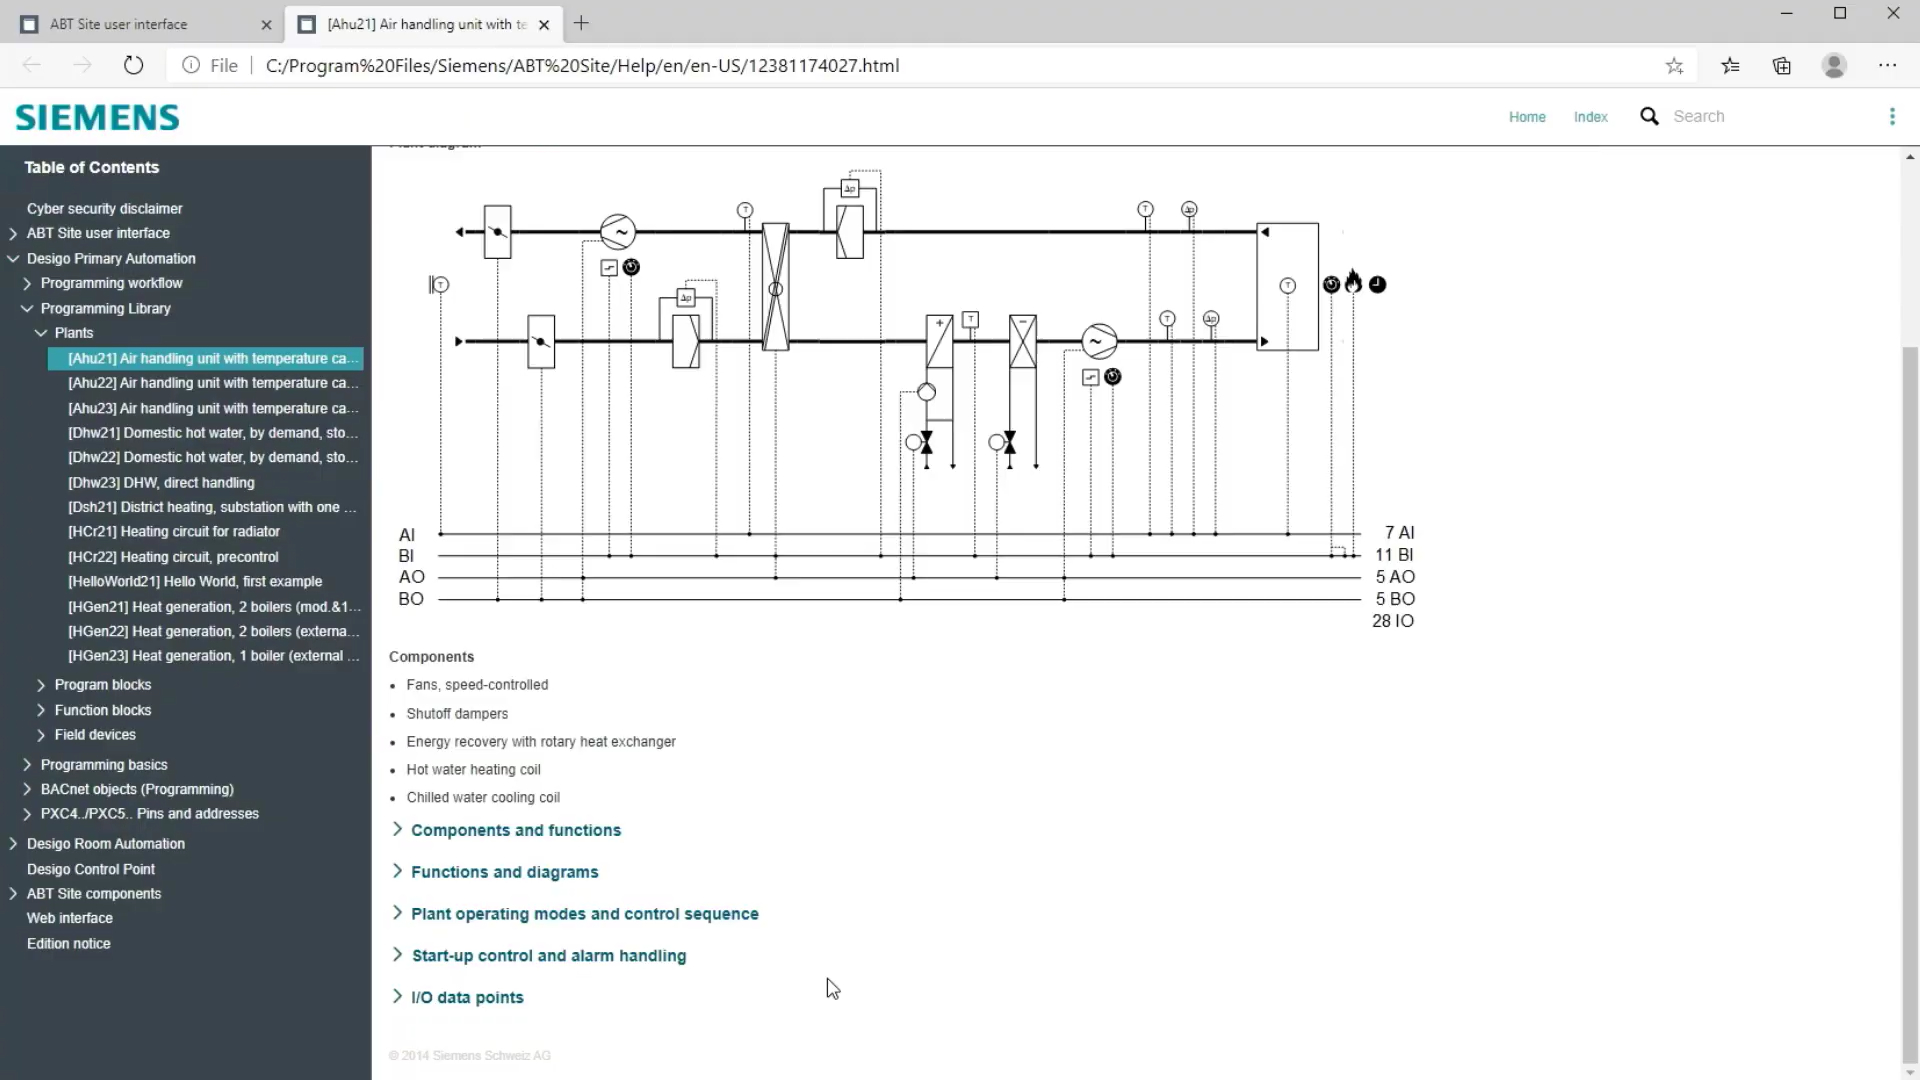 ABT Site user interface
[Ahu21] Air handling unit with te
File
C:/Program%20Files/Siemens/ABT%20Site/Help/en/en-US/12381174027.html
SIEMENS
Home
Index
Search
Table of Contents
Cyber security disclaimer
ABT Site user interface
Desigo Primary Automation
Programming workflow
Programming Library
Plants
[Ahu21] Air handling unit with temperature ca...
[Ahu22] Air handling unit with temperature ca...
[Ahu23] Air handling unit with temperature ca...
[Dhw21] Domestic hot water, by demand, sto...
[Dhw22] Domestic hot water, by demand, sto...
[Dhw23] DHW, direct handling
[Dsh21] District heating, substation with one ...
[HCr21] Heating circuit for radiator
[HCr22] Heating circuit, precontrol
[HelloWorld21] Hello World, first example
[HGen21] Heat generation, 2 boilers (mod.&1...
[HGen22] Heat generation, 2 boilers (externa...
[HGen23] Heat generation, 1 boiler (external ...
Program blocks
Function blocks
Field devices
Programming basics
BACnet objects (Programming)
PXC4../PXC5.. Pins and addresses
Desigo Room Automation
Desigo Control Point
ABT Site components
Web interface
Edition notice
Δp
T
T
Δp
T
Δp
T
T
T
Δp
AI
7 AI
BI
11 BI
AO
5 AO
BO
5 BO
28 IO
Components
• Fans, speed-controlled
• Shutoff dampers
• Energy recovery with rotary heat exchanger
• Hot water heating coil
• Chilled water cooling coil
Components and functions
Functions and diagrams
Plant operating modes and control sequence
Start-up control and alarm handling
I/O data points
© 2014 Siemens Schweiz AG